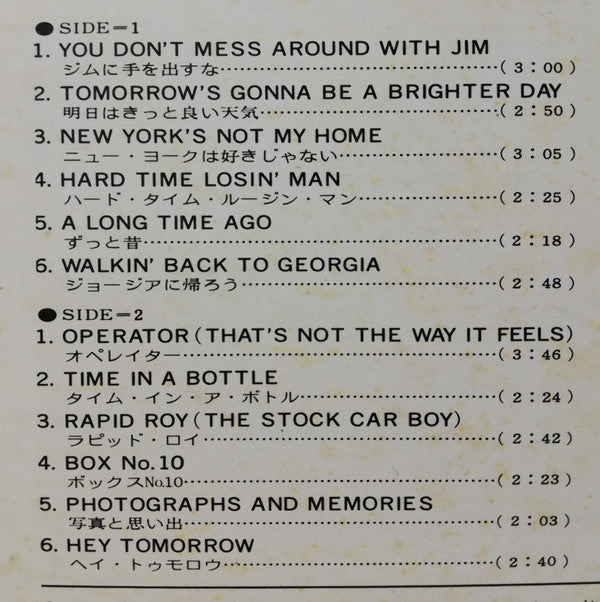 ● SIDE=1
1. YOU DON'T MESS AROUND WITH JIM
ジムに手を出すな…………………………………………( 3 : 00 )
2. TOMORROW'S GONNA BE A BRIGHTER DAY
明日はきっと良い天気…………………………………( 2 : 50 )
3. NEW YORK'S NOT MY HOME
ニュー・ヨークは好きじゃない………………………( 3 : 05 )
4. HARD TIME LOSIN' MAN
ハード・タイム・ルージン・マン……………………( 2 : 25 )
5. A LONG TIME AGO
ずっと昔……………………………………………………( 2 : 18 )
6. WALKIN' BACK TO GEORGIA
ジョージアに帰ろう……………………………………( 2 : 48 )
● SIDE=2
1. OPERATOR (THAT'S NOT THE WAY IT FEELS)
オペレイター………………………………………………( 3 : 46 )
2. TIME IN A BOTTLE
タイム・イン・ア・ボトル……………………………( 2 : 24 )
3. RAPID ROY (THE STOCK CAR BOY)
ラピッド・ロイ……………………………………………( 2 : 42 )
4. BOX No.10
ボックスNo.10………………………………………………( 2 : 23 )
5. PHOTOGRAPHS AND MEMORIES
写真と思い出………………………………………………( 2 : 03 )
6. HEY TOMORROW
ヘイ・トゥモロウ…………………………………………( 2 : 40 )